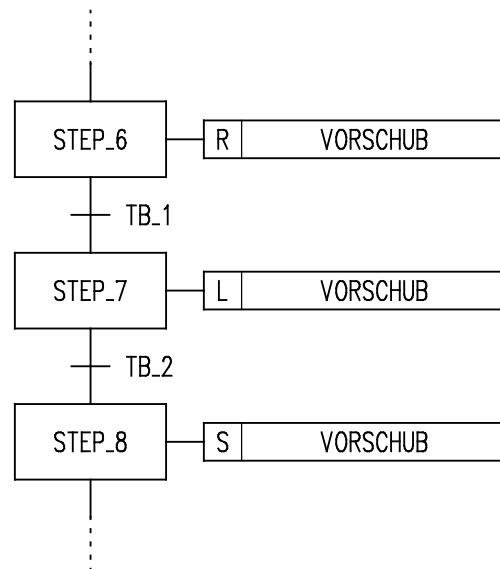 STEP_6 R VORSCHUB
TB_1
STEP_7 L VORSCHUB
TB_2
STEP_8 S VORSCHUB